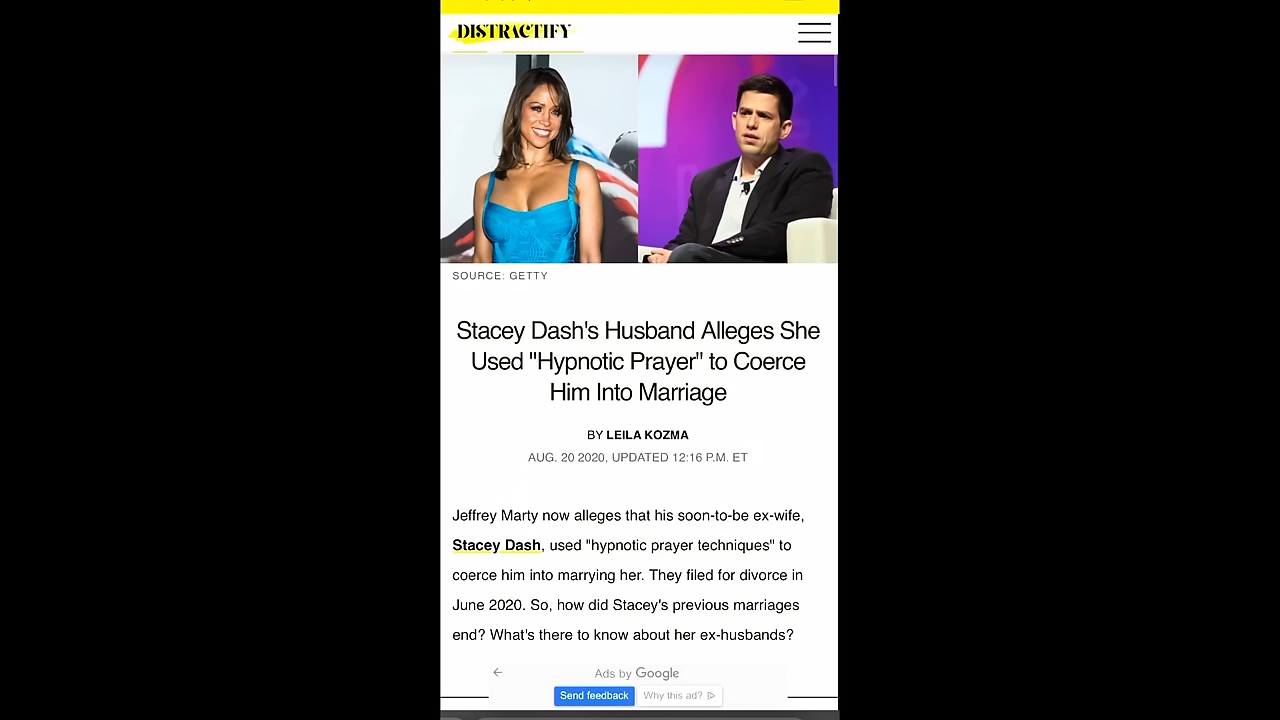 DISTRACTIFY
SOURCE: GETTY
Stacey Dash's Husband Alleges She
Used "Hypnotic Prayer" to Coerce
Him Into Marriage
BY LEILA KOZMA
AUG. 20 2020, UPDATED 12:16 P.M. ET
Jeffrey Marty now alleges that his soon-to-be ex-wife,
Stacey Dash, used "hypnotic prayer techniques" to
coerce him into marrying her. They filed for divorce in
June 2020. So, how did Stacey's previous marriages
end? What's there to know about her ex-husbands?
Ads by Google
Send feedback Why this ad?